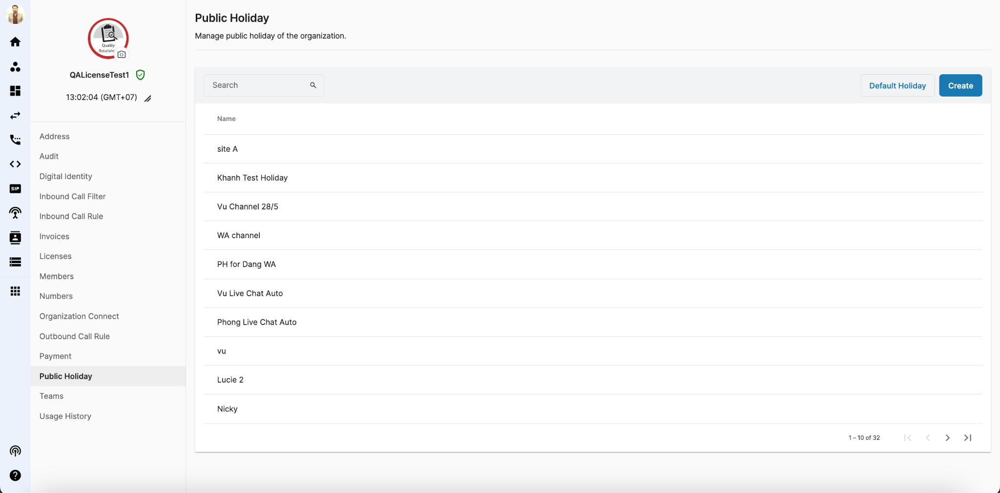 Quality
Assurance
QALicenseTest1
13:02:04 (GMT+07)
SIP
Address
Audit
Digital Identity
Inbound Call Filter
Inbound Call Rule
Invoices
Licenses
Members
Numbers
Organization Connect
Outbound Call Rule
Payment
Public Holiday
Teams
Usage History
Public Holiday
Manage public holiday of the organization.
Search
Default Holiday
Create
Name
site A
Khanh Test Holiday
Vu Channel 28/5
WA channel
PH for Dang WA
Vu Live Chat Auto
Phong Live Chat Auto
vu
Lucie 2
Nicky
1 – 10 of 32